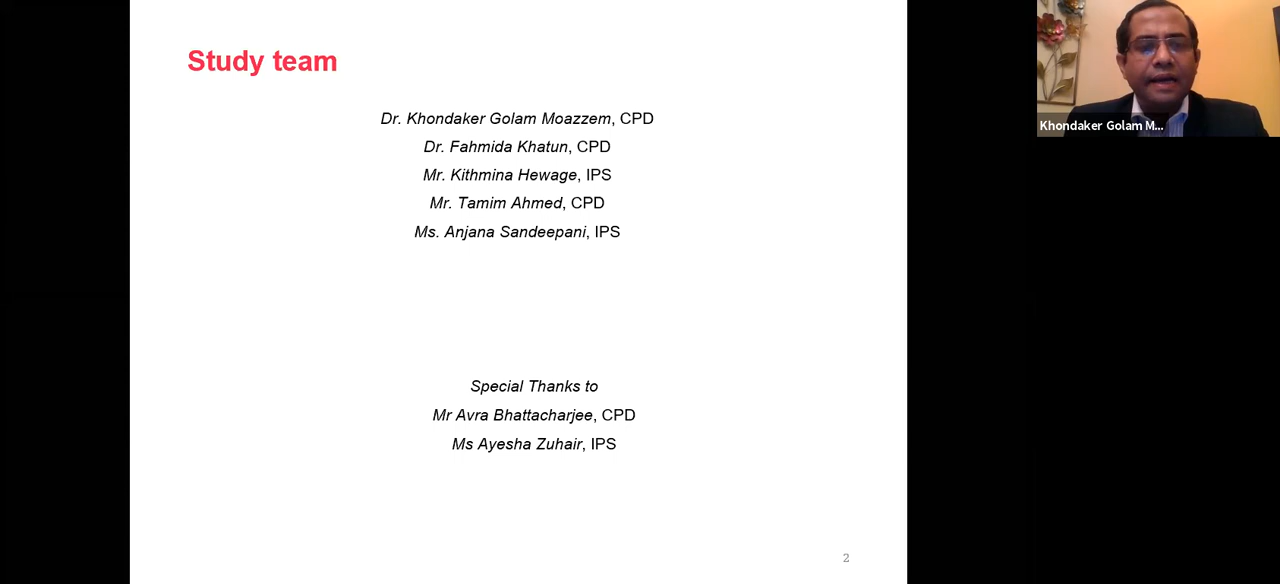 Study team
Dr. Khondaker Golam Moazzem, CPD
Dr. Fahmida Khatun, CPD
Mr. Kithmina Hewage, IPS
Mr. Tamim Ahmed, CPD
Ms. Anjana Sandeepani, IPS
Special Thanks to
Mr Avra Bhattacharjee, CPD
Ms Ayesha Zuhair, IPS
2
Khondaker Golam M...